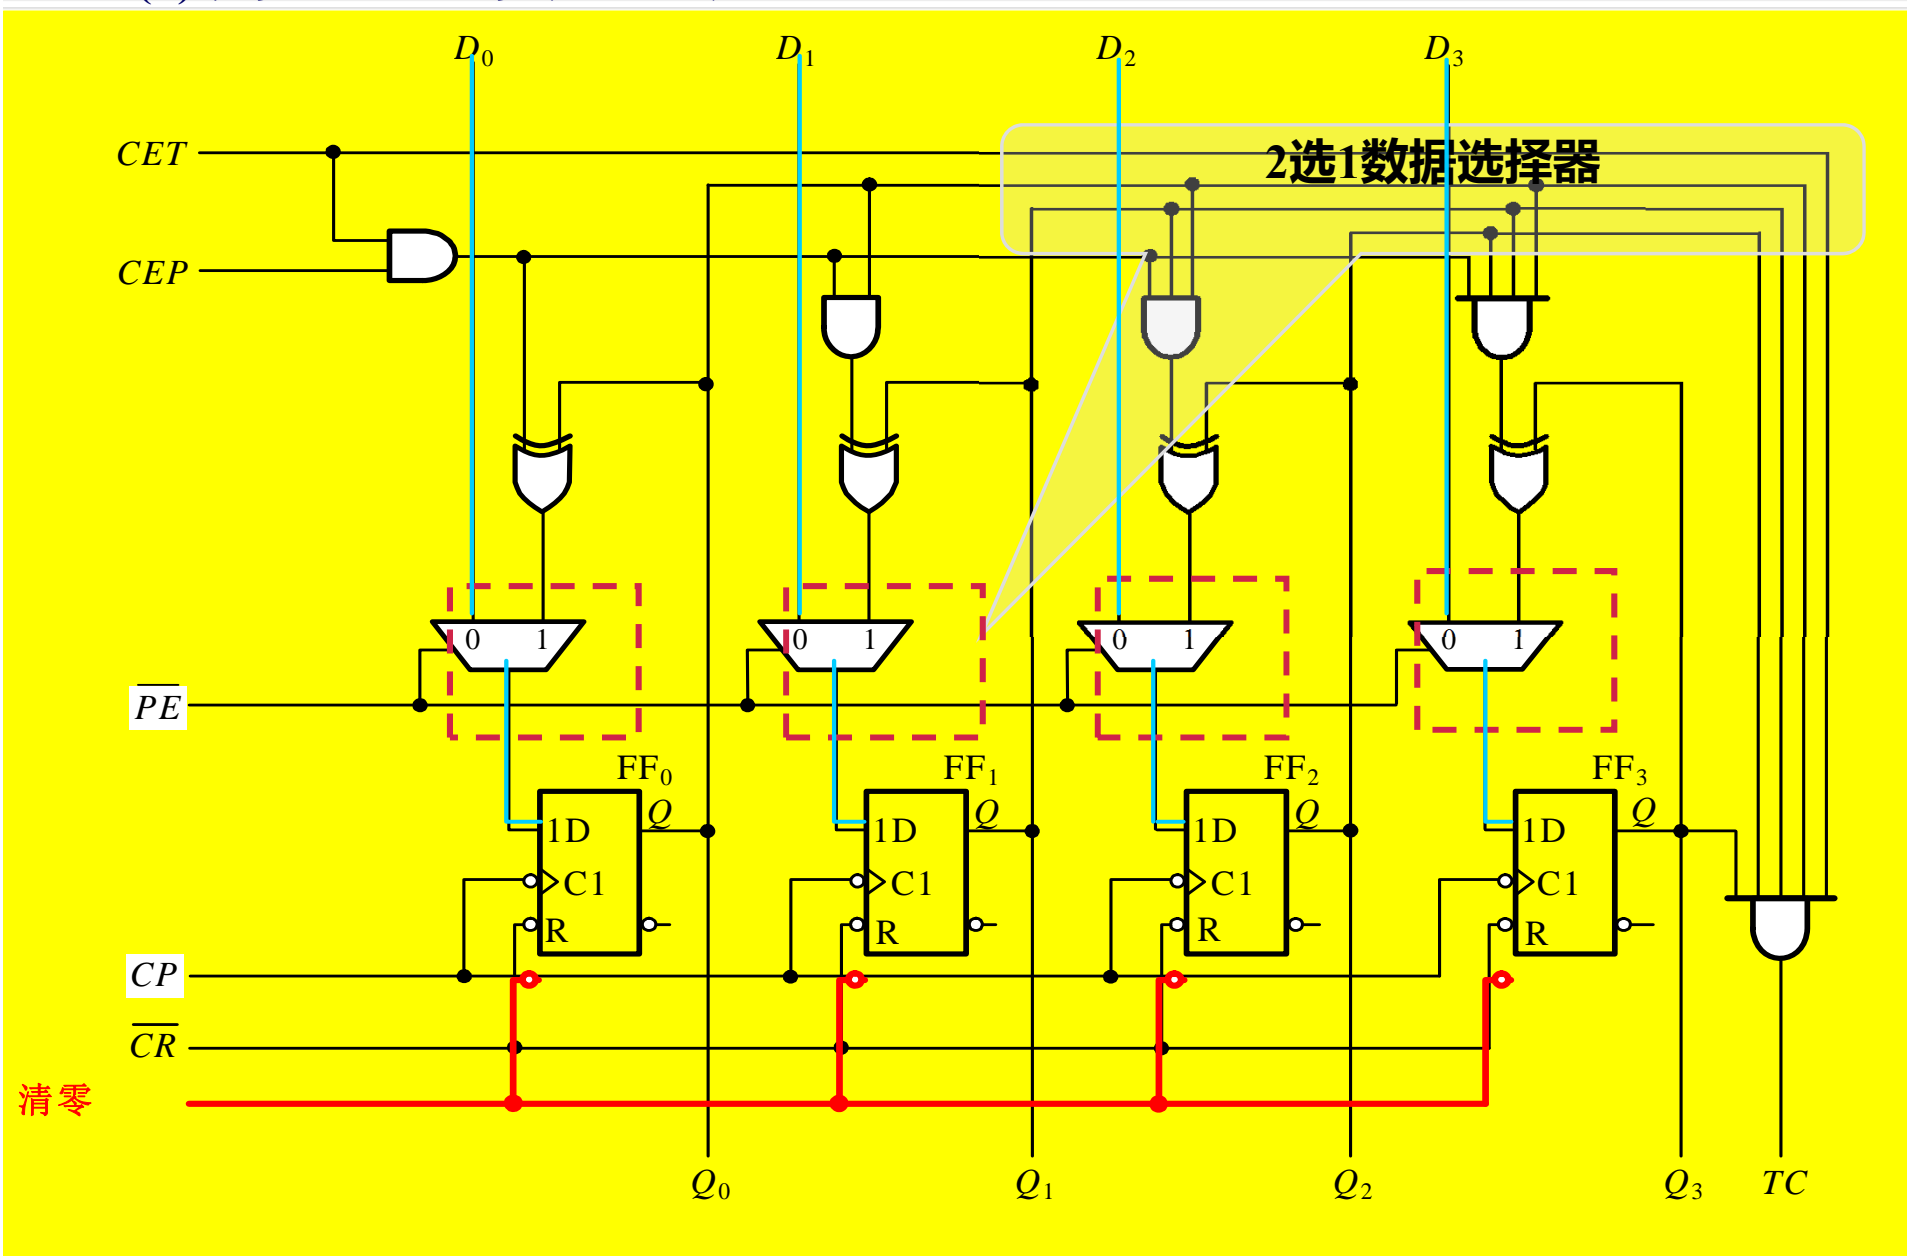 D₀ D₁ D₂ D₃
CET
2选1数据选择器
CEP
0 1 0 1 0 1 0 1
P̅E̅
FF₀ FF₁ FF₂ FF₃
Q Q Q Q
1D 1D 1D 1D
C1 C1 C1 C1
R R R R
CP
C̅R̅
清零
Q₀ Q₁ Q₂ Q₃ TC